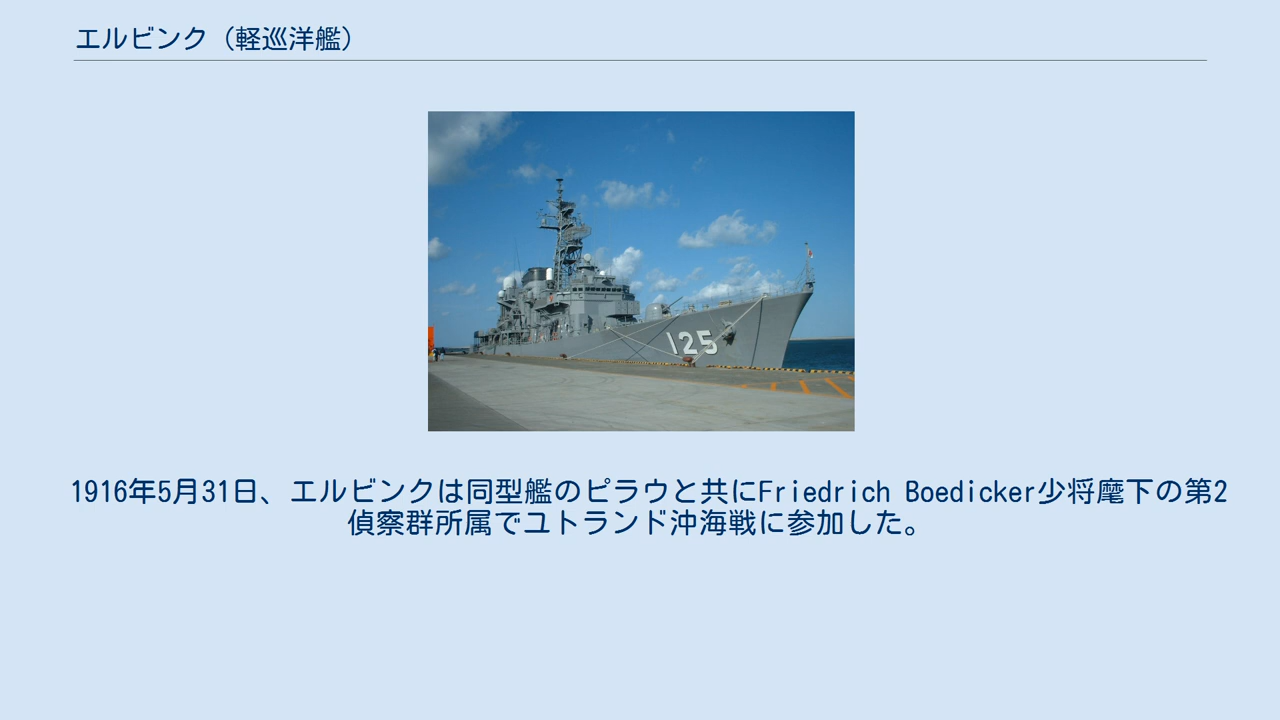 エルビンク（軽巡洋艦）
125
1916年5月31日、エルビンクは同型艦のピラウと共にFriedrich Boedicker少将麾下の第2
偵察群所属でユトランド沖海戦に参加した。